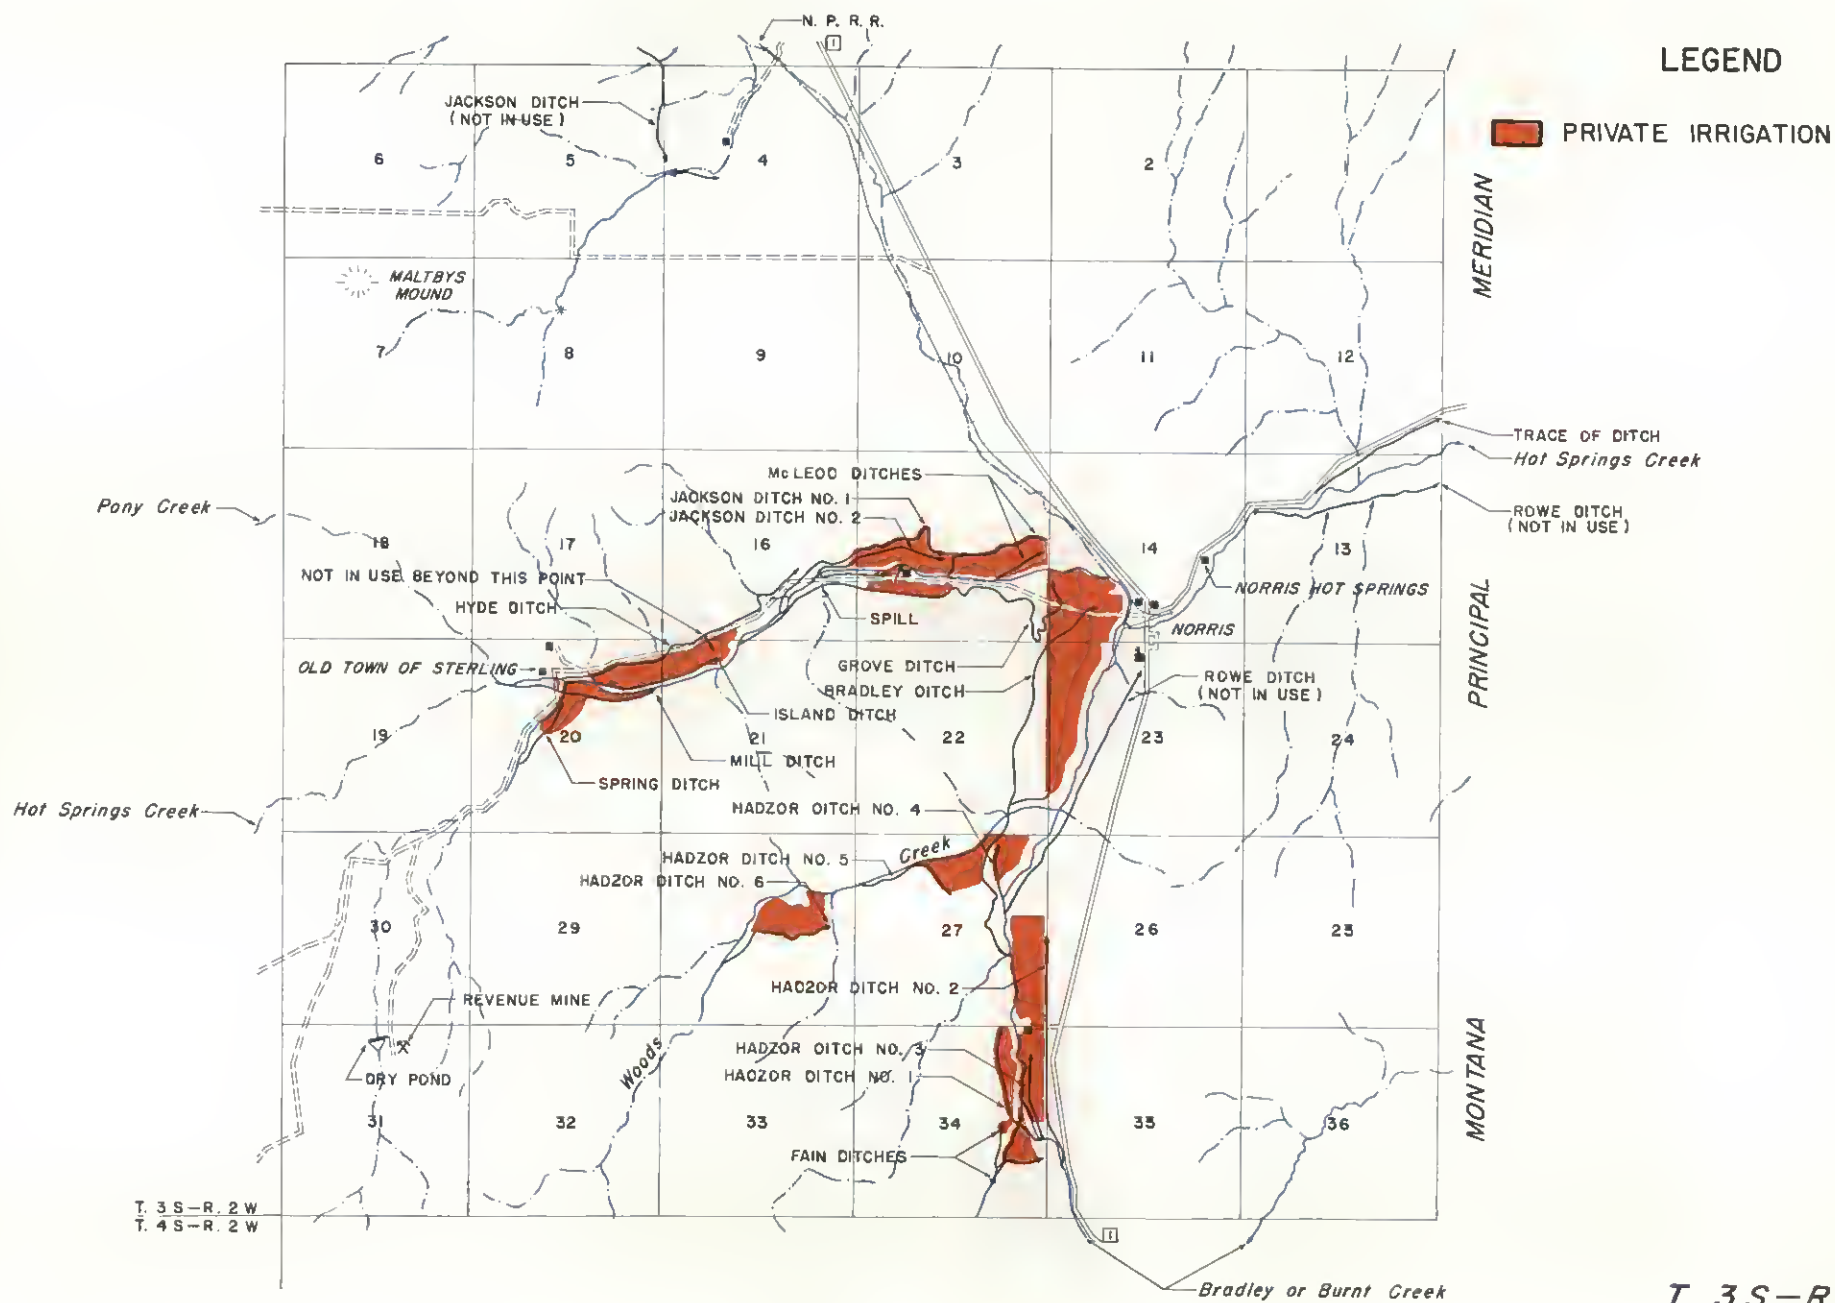 N. P. R. R.
1
LEGEND
PRIVATE IRRIGATION
JACKSON DITCH
(NOT IN USE)
6
5
4
3
2
MERIDIAN
MALTBYS
MOUND
7
8
9
10
11
12
TRACE OF DITCH
Hot Springs Creek
McLEOD DITCHES
JACKSON DITCH NO. 1
JACKSON DITCH NO. 2
Pony Creek
ROWE DITCH
(NOT IN USE)
18
17
16
14
13
NOT IN USE BEYOND THIS POINT
HYDE DITCH
NORRIS HOT SPRINGS
SPILL
NORRIS
PRINCIPAL
OLD TOWN OF STERLING
GROVE DITCH
BRADLEY DITCH
ROWE DITCH
(NOT IN USE)
ISLAND DITCH
19
20
21
22
23
24
MILL DITCH
SPRING DITCH
Hot Springs Creek
HADZOR DITCH NO. 4
HADZOR DITCH NO. 5
Creek
HADZOR DITCH NO. 6
30
29
27
26
25
HADZOR DITCH NO. 2
REVENUE MINE
HADZOR DITCH NO. 3
HADZOR DITCH NO. 1
Woods
DRY POND
MONTANA
31
32
33
34
35
36
FAIN DITCHES
T. 3 S-R. 2 W
T. 4 S-R. 2 W
1
Bradley or Burnt Creek
T. 3 S-R